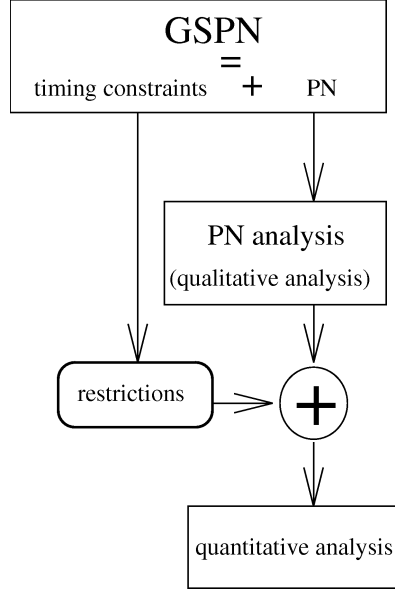 GSPN
=
timing constraints + PN
PN analysis
(qualitative analysis)
restrictions
+
quantitative analysis